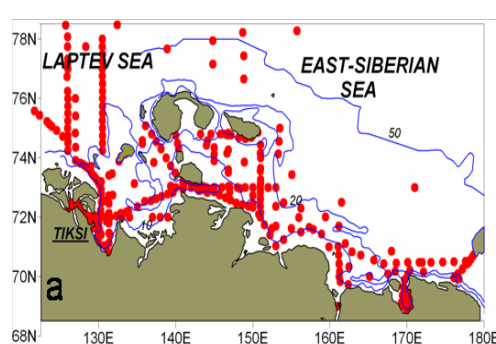 78N
LAPTEV SEA
EAST-SIBERIAN
SEA
76N
50
74N
20
72N
10
TIKSI
70N
a
68N
130E 140E 150E 160E 170E 180E